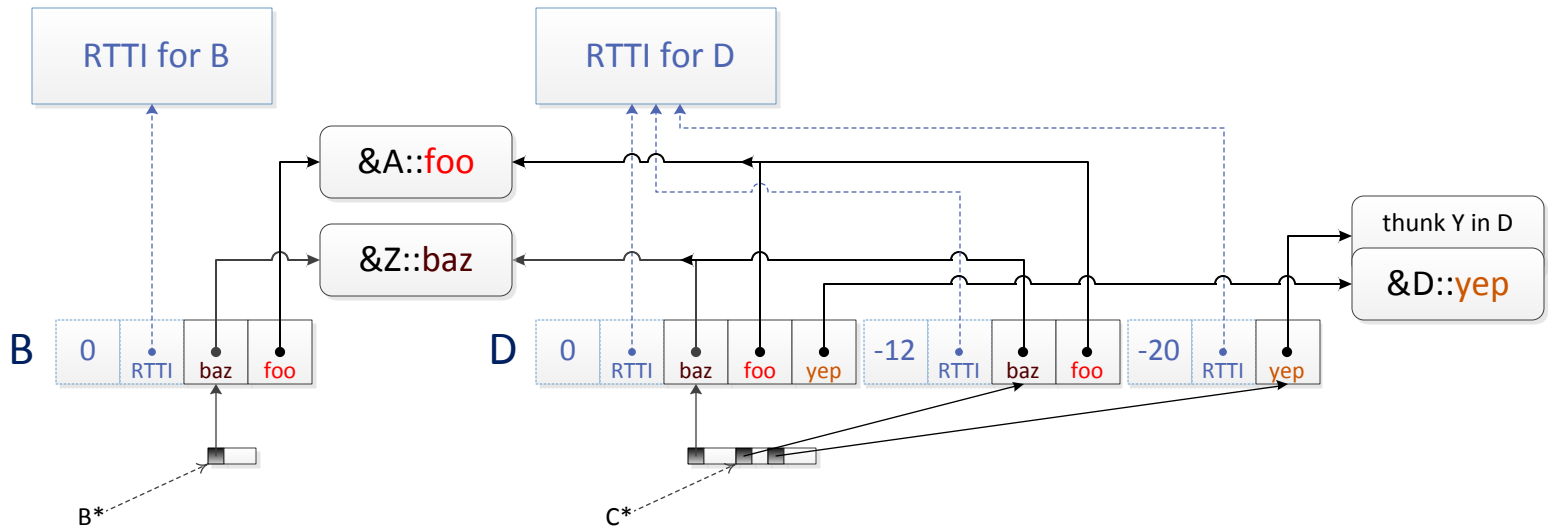 RTTI for B
RTTI for D
&A::foo
thunk Y in D
&Z::baz
&D::yep
B 0 RTTI baz foo
D 0 RTTI baz foo yep -12 RTTI baz foo -20 RTTI yep
B*
C*